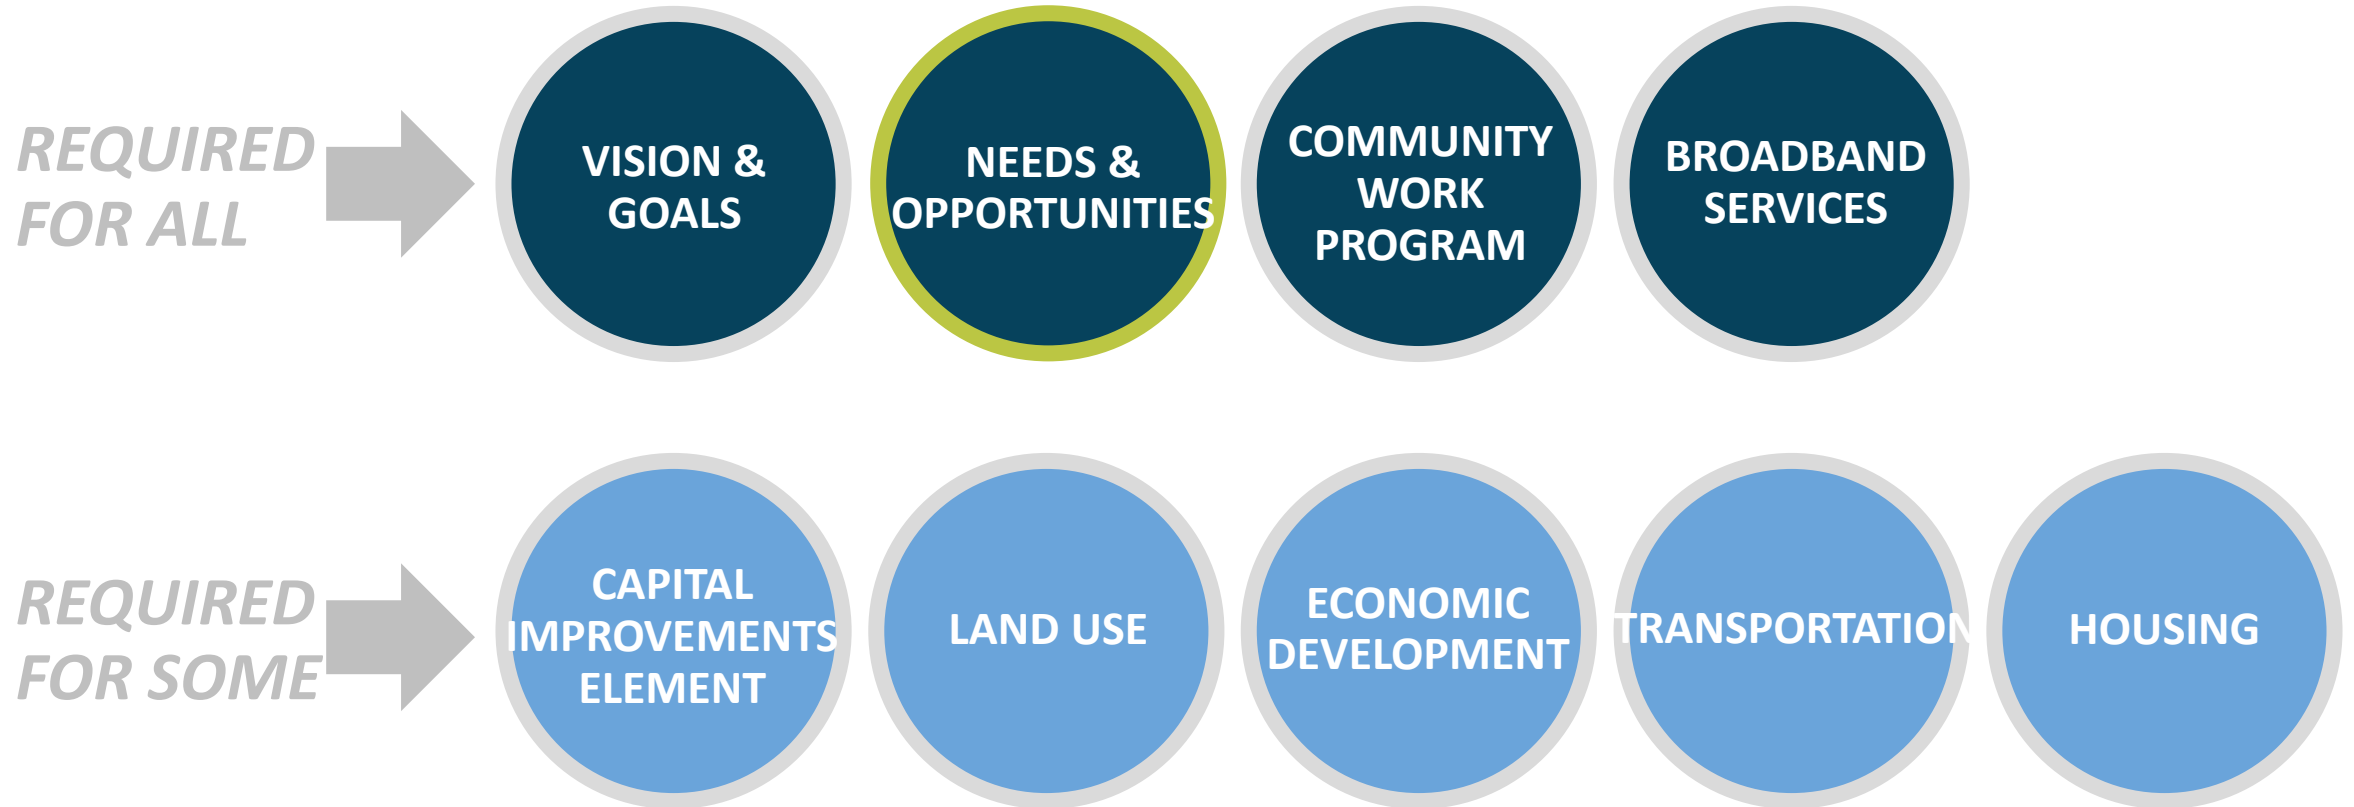 REQUIRED
FOR ALL
VISION &
GOALS
NEEDS &
OPPORTUNITIES
COMMUNITY
WORK
PROGRAM
BROADBAND
SERVICES
REQUIRED
FOR SOME
CAPITAL
IMPROVEMENTS
ELEMENT
LAND USE
ECONOMIC
DEVELOPMENT
TRANSPORTATION
HOUSING